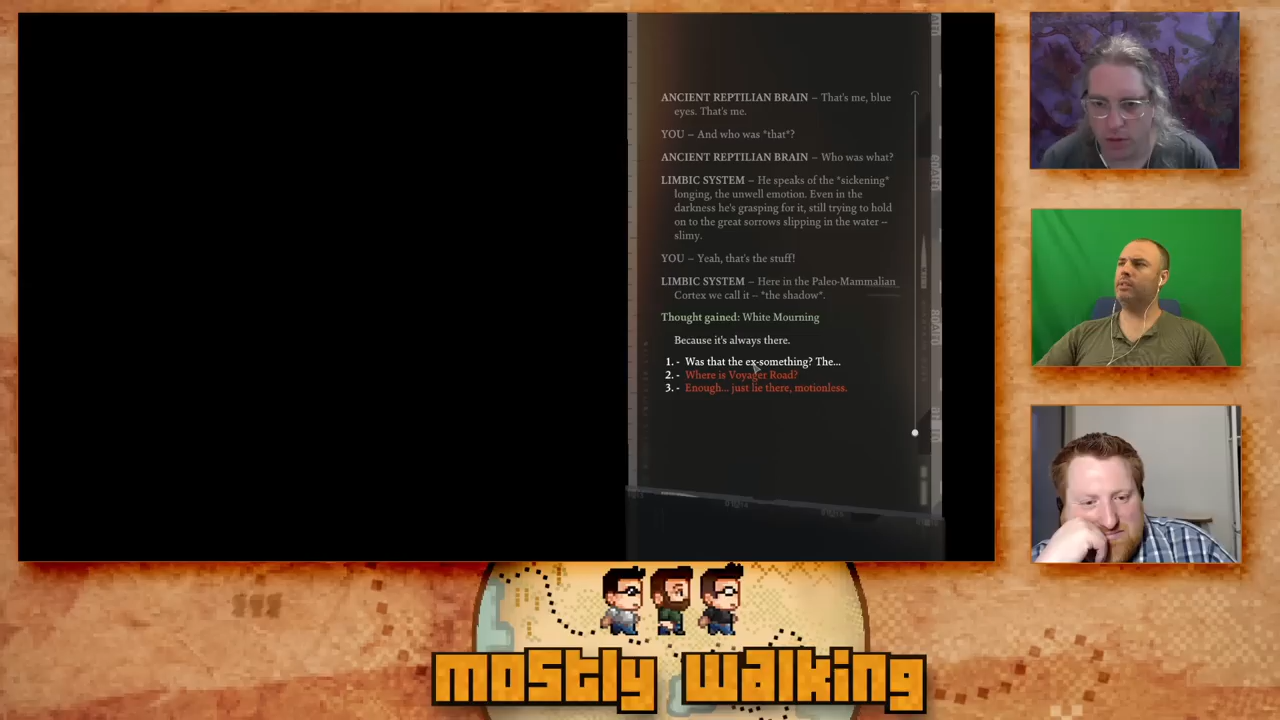 ANCIENT REPTILIAN BRAIN – That's me, blue
eyes. That's me.
YOU – And who was *that*?
ANCIENT REPTILIAN BRAIN – Who was what?
LIMBIC SYSTEM – He speaks of the *sickening*
longing, the unwell emotion. Even in the
darkness he's grasping for it, still trying to hold
on to the great sorrows slipping in the water –
slimy.
YOU – Yeah, that's the stuff!
LIMBIC SYSTEM – Here in the Paleo-Mammalian
Cortex we call it – *the shadow*.
Thought gained: White Mourning
Because it's always there.
1. - Was that the ex-something? The...
2. - Where is Voyager Road?
3. - Enough... just lie there, motionless.
mostly walking